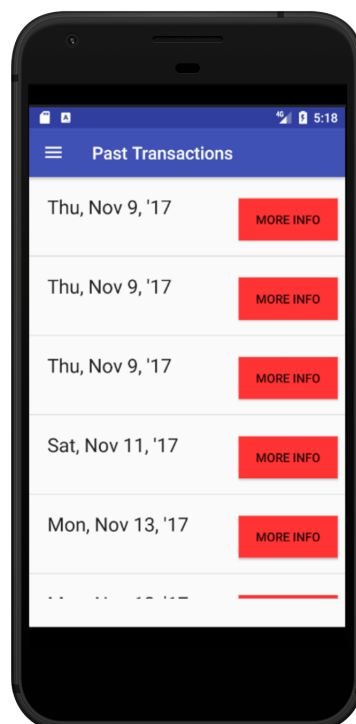 4G 5:18
Past Transactions
Thu, Nov 9, '17
MORE INFO
Thu, Nov 9, '17
MORE INFO
Thu, Nov 9, '17
MORE INFO
Sat, Nov 11, '17
MORE INFO
Mon, Nov 13, '17
MORE INFO